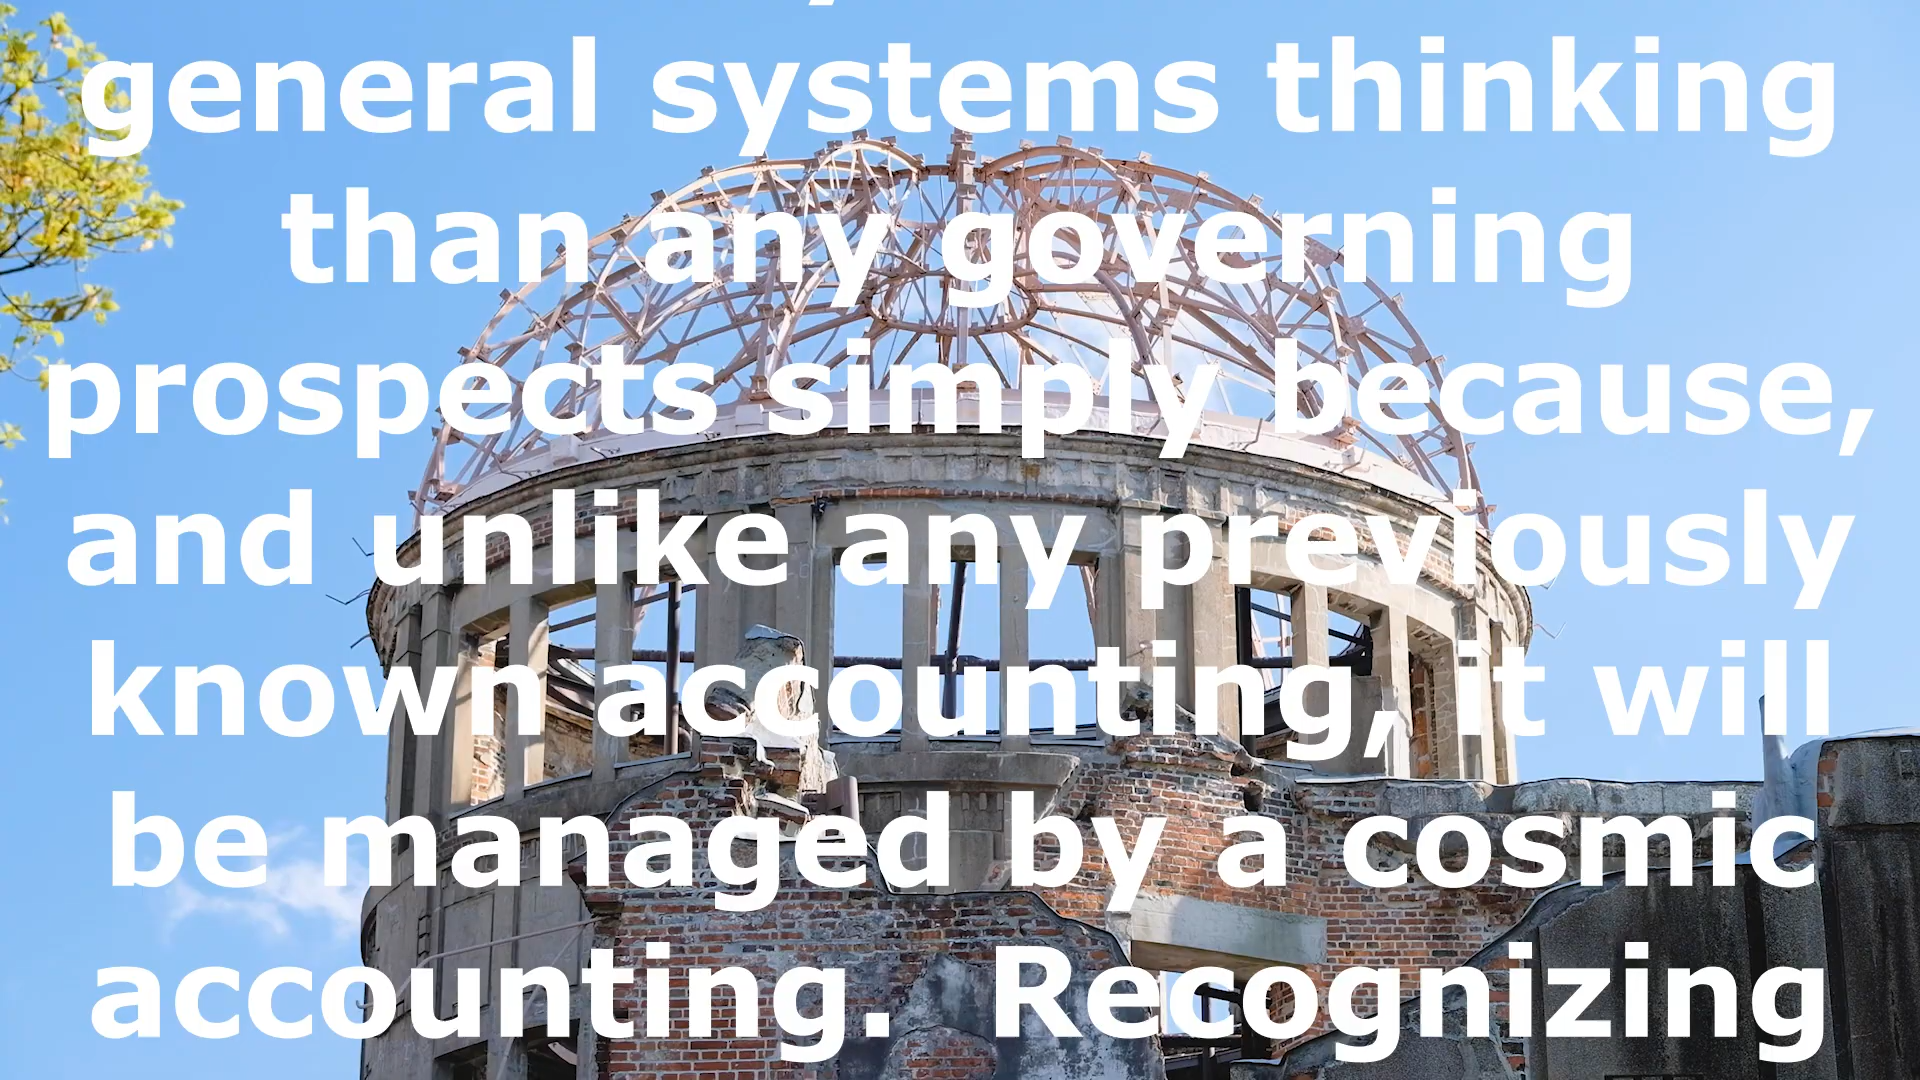 general systems thinking
than any governing
prospects simply because,
and unlike any previously
known accounting, it will
be managed by a cosmic
accounting.  Recognizing